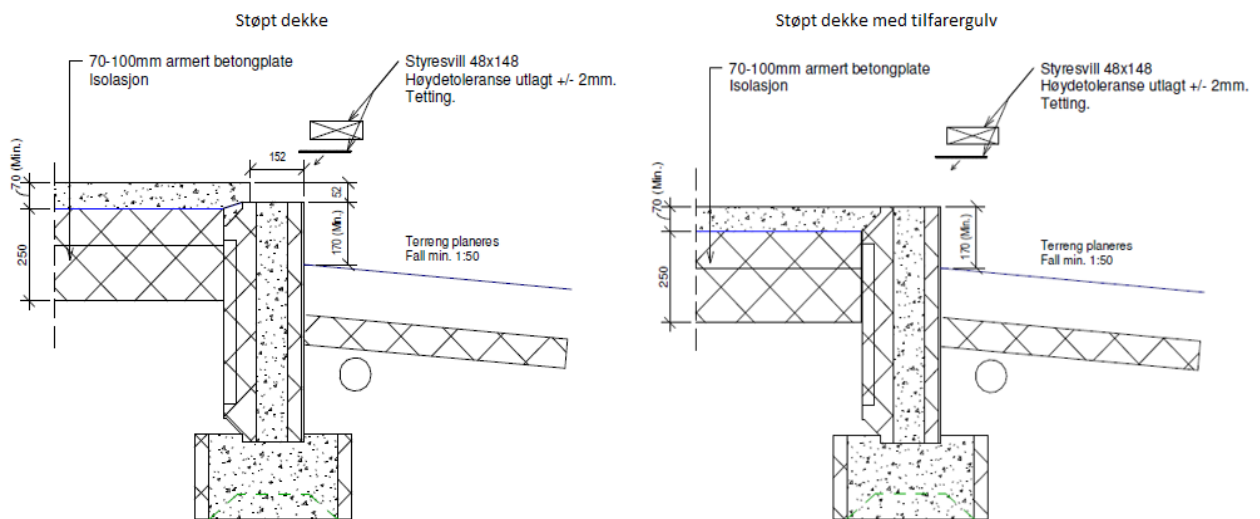 Støpt dekke
70-100mm armert betongplate
Isolasjon
Styresvill 48x148
Høydetoleranse utlagt +/- 2mm.
Tetting.
152
70 (Min.)
52
170 (Min.)
250
Terreng planeres
Fall min. 1:50
Støpt dekke med tilfarergulv
70-100mm armert betongplate
Isolasjon
Styresvill 48x148
Høydetoleranse utlagt +/- 2mm.
Tetting.
70 (Min.)
170 (Min.)
250
Terreng planeres
Fall min. 1:50